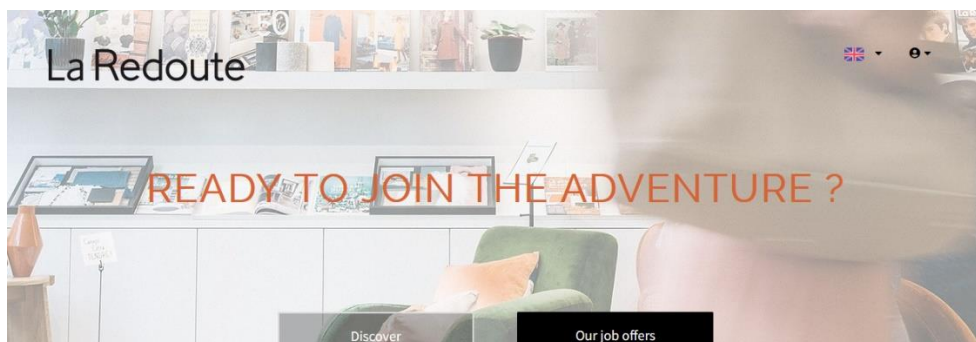 La Redoute
READY TO JOIN THE ADVENTURE ?
Discover
Our job offers